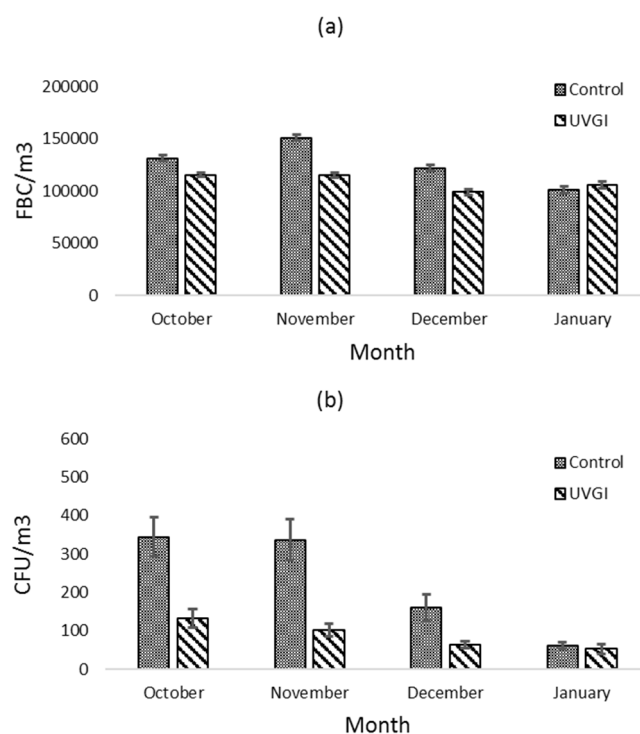 (a)
200000
150000
100000
50000
0
FBC/m3
Control
UVGI
October November December January
Month
(b)
600
500
400
300
200
100
0
CFU/m3
Control
UVGI
October November December January
Month